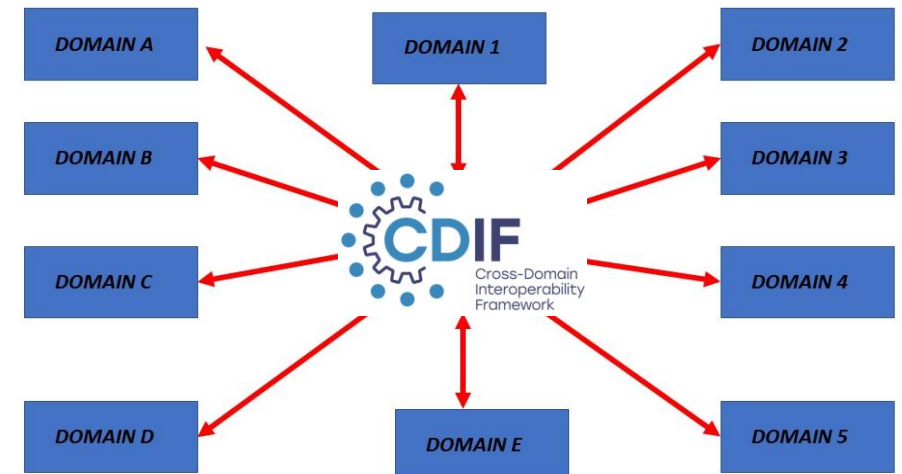 DOMAIN A
DOMAIN 1
DOMAIN 2
DOMAIN B
DOMAIN 3
CDIF
Cross-Domain
Interoperability
Framework
DOMAIN C
DOMAIN 4
DOMAIN D
DOMAIN E
DOMAIN 5